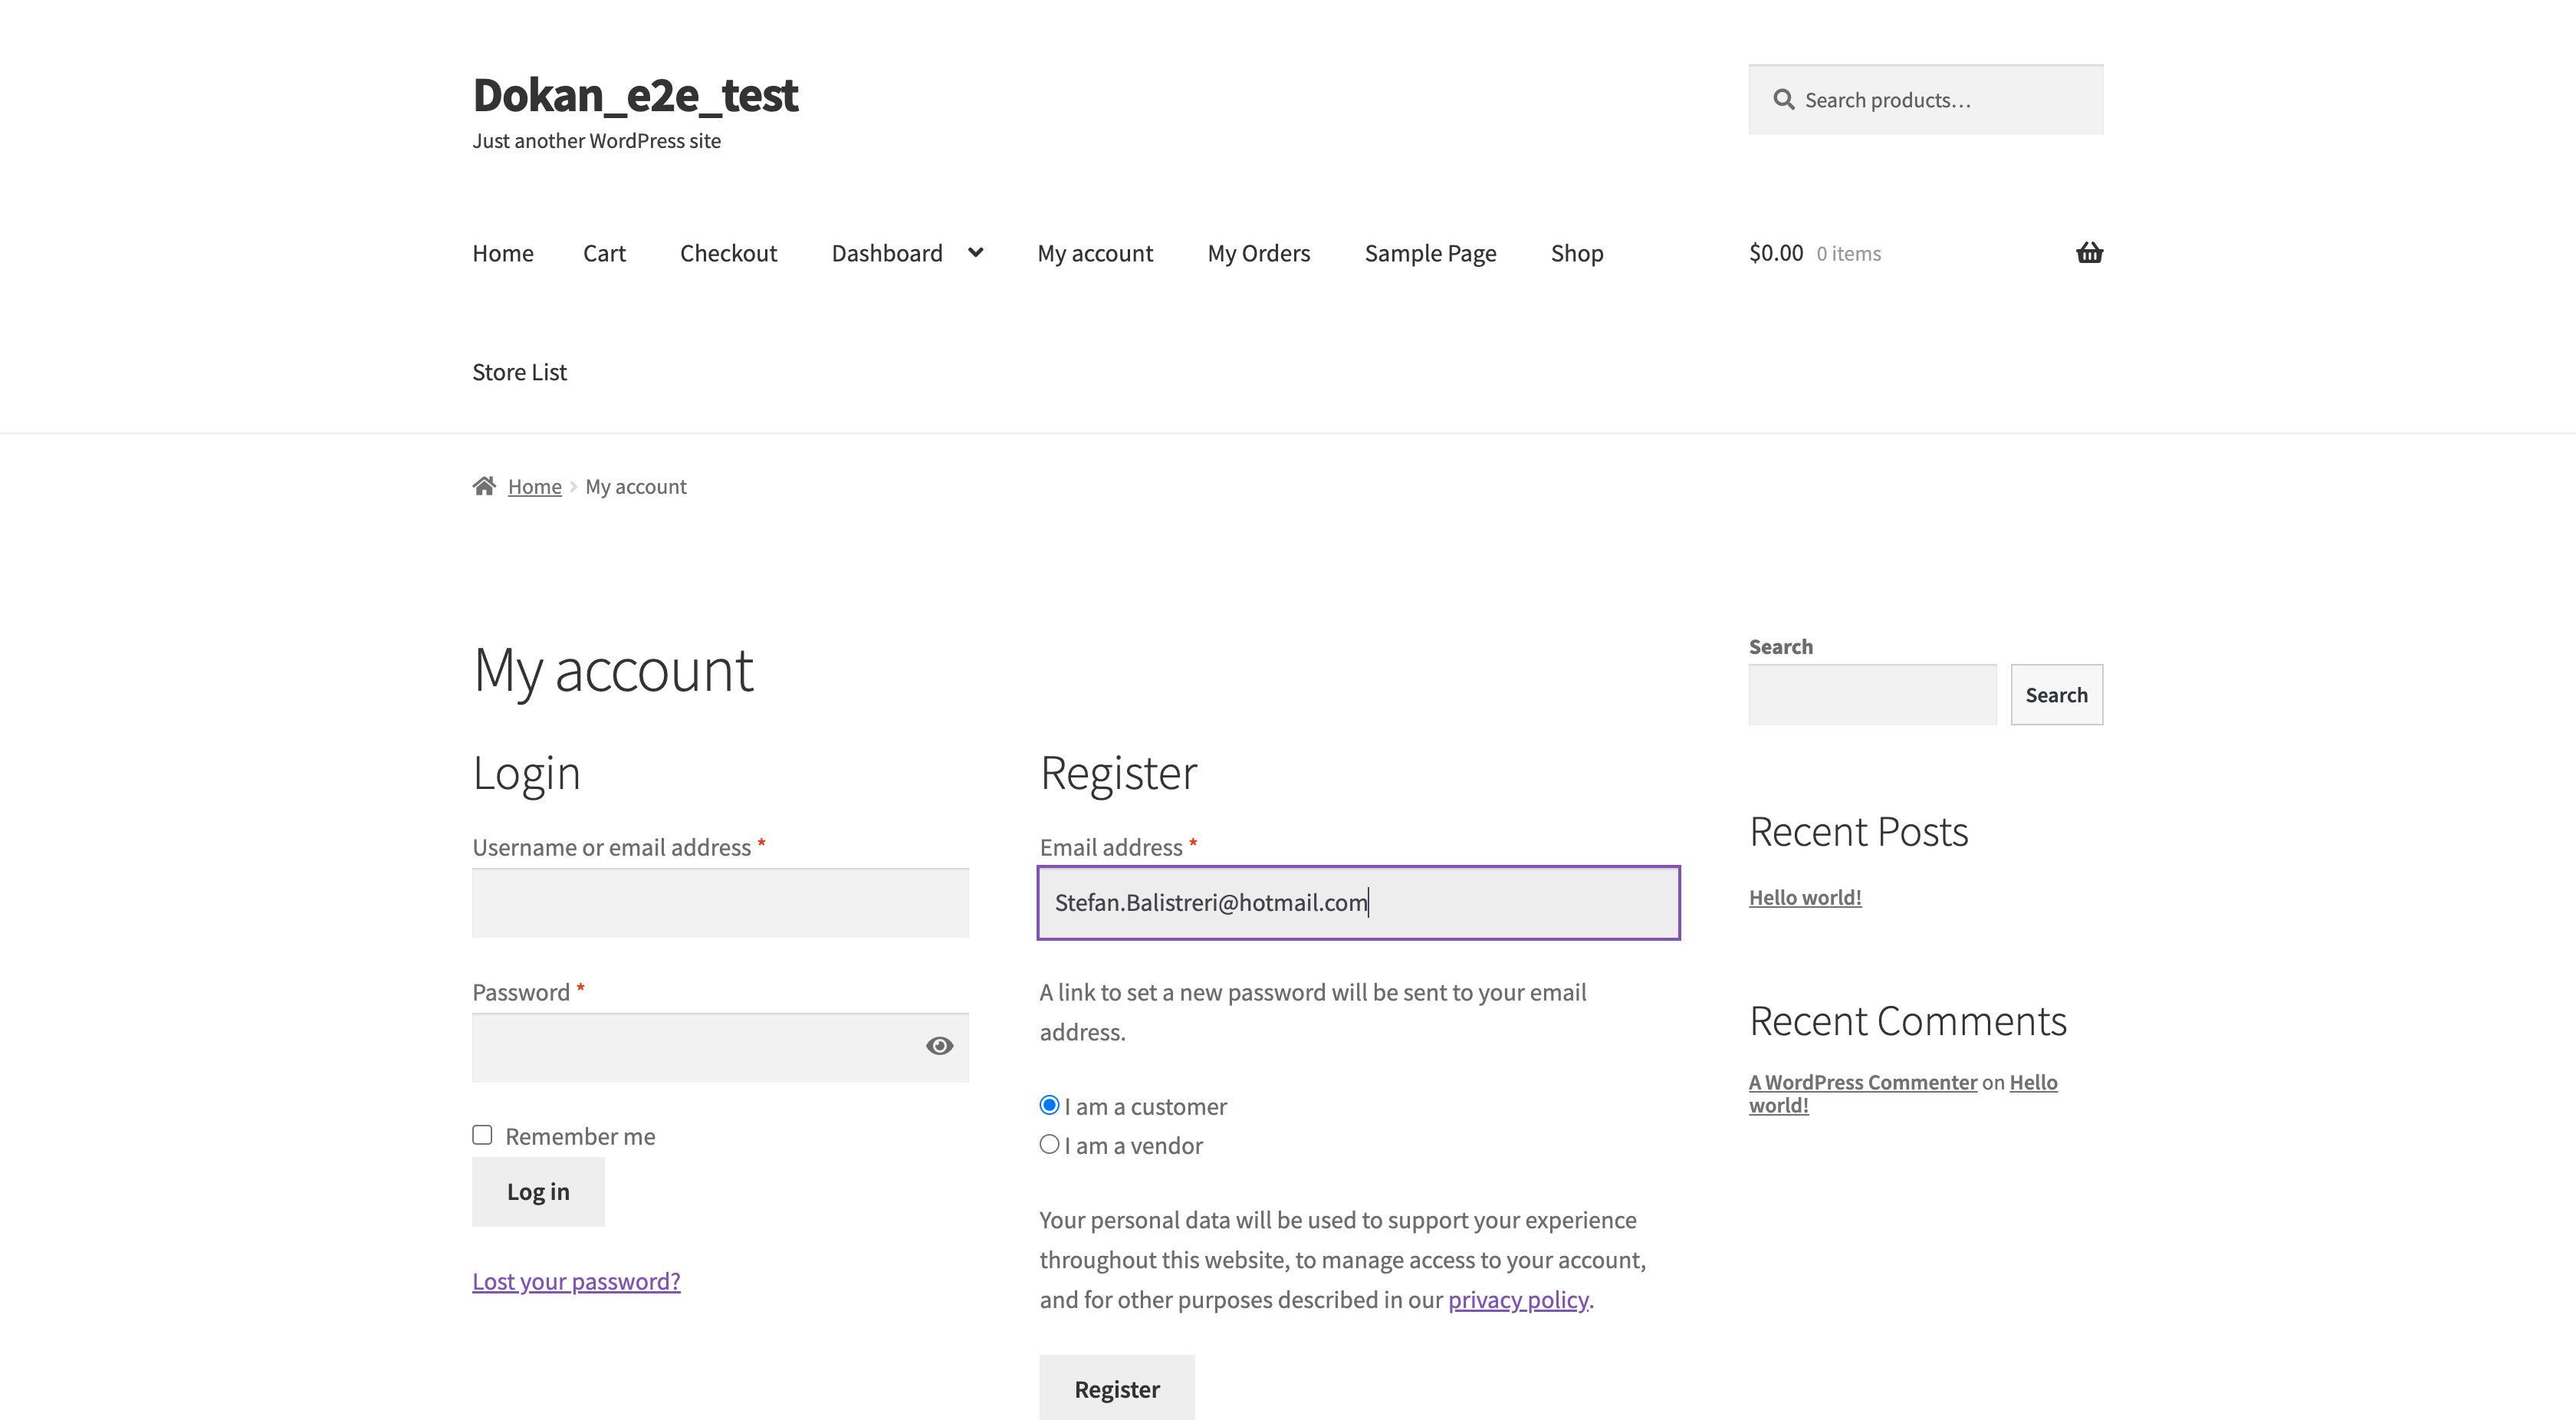 Dokan_e2e_test
Just another WordPress site
Search products…
Home
Cart
Checkout
Dashboard
My account
My Orders
Sample Page
Shop
$0.00 0 items
Store List
Home
My account
My account
Login
Username or email address *
Password *
Remember me
Log in
Lost your password?
Register
Email address *
Stefan.Balistreri@hotmail.com
A link to set a new password will be sent to your email
address.
I am a customer
I am a vendor
Your personal data will be used to support your experience
throughout this website, to manage access to your account,
and for other purposes described in our privacy policy.
Register
Search
Search
Recent Posts
Hello world!
Recent Comments
A WordPress Commenter on Hello
world!